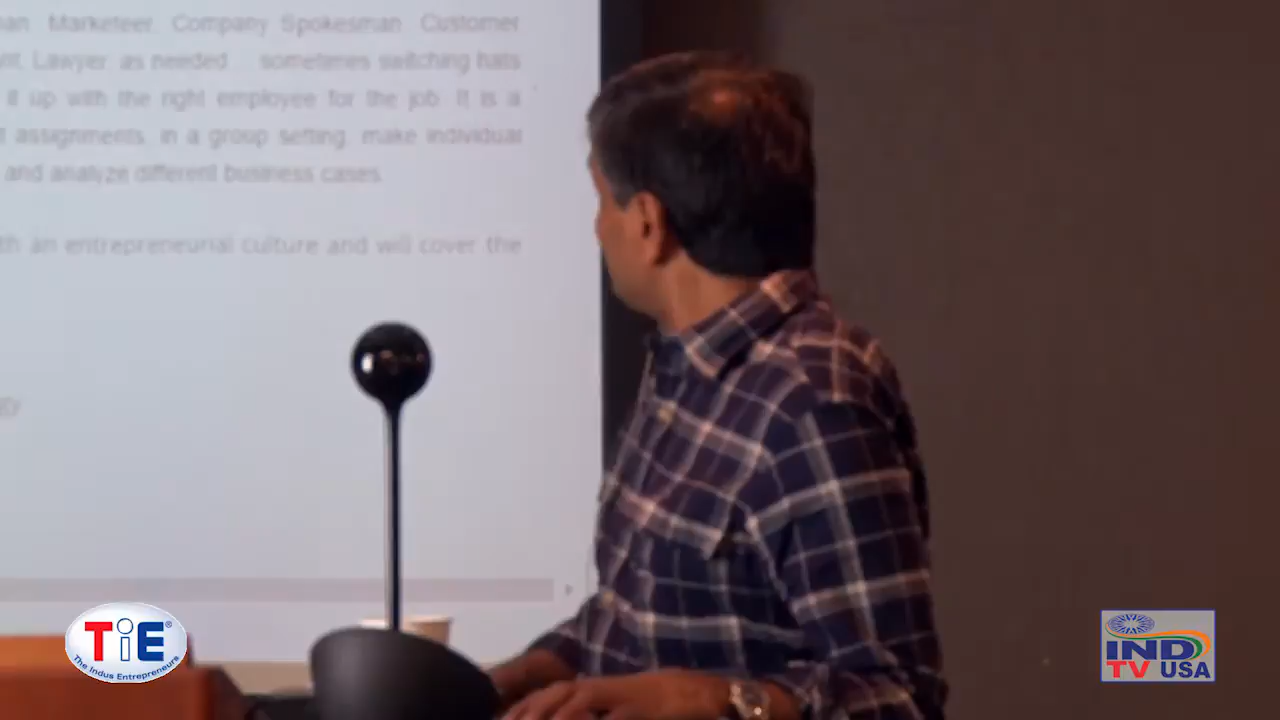 Marketeer, Company Spokesman, Customer
Lawyer, as needed ... sometimes switching hats
it up with the right employee for the job. It is a
assignments, in a group setting, make individual
and analyze different business cases.
an entrepreneurial culture and will cover the
TiE®
The Indus Entrepreneurs
IND
TV USA